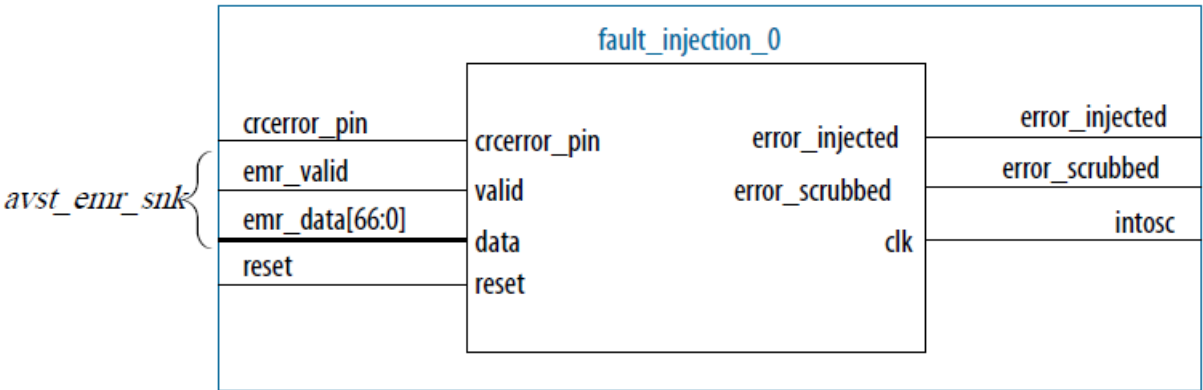 fault_injection_0
crcerror_pin
crcerror_pin
error_injected
error_injected
avst_emr_snk
emr_valid
valid
error_scrubbed
error_scrubbed
emr_data[66:0]
data
clk
intosc
reset
reset